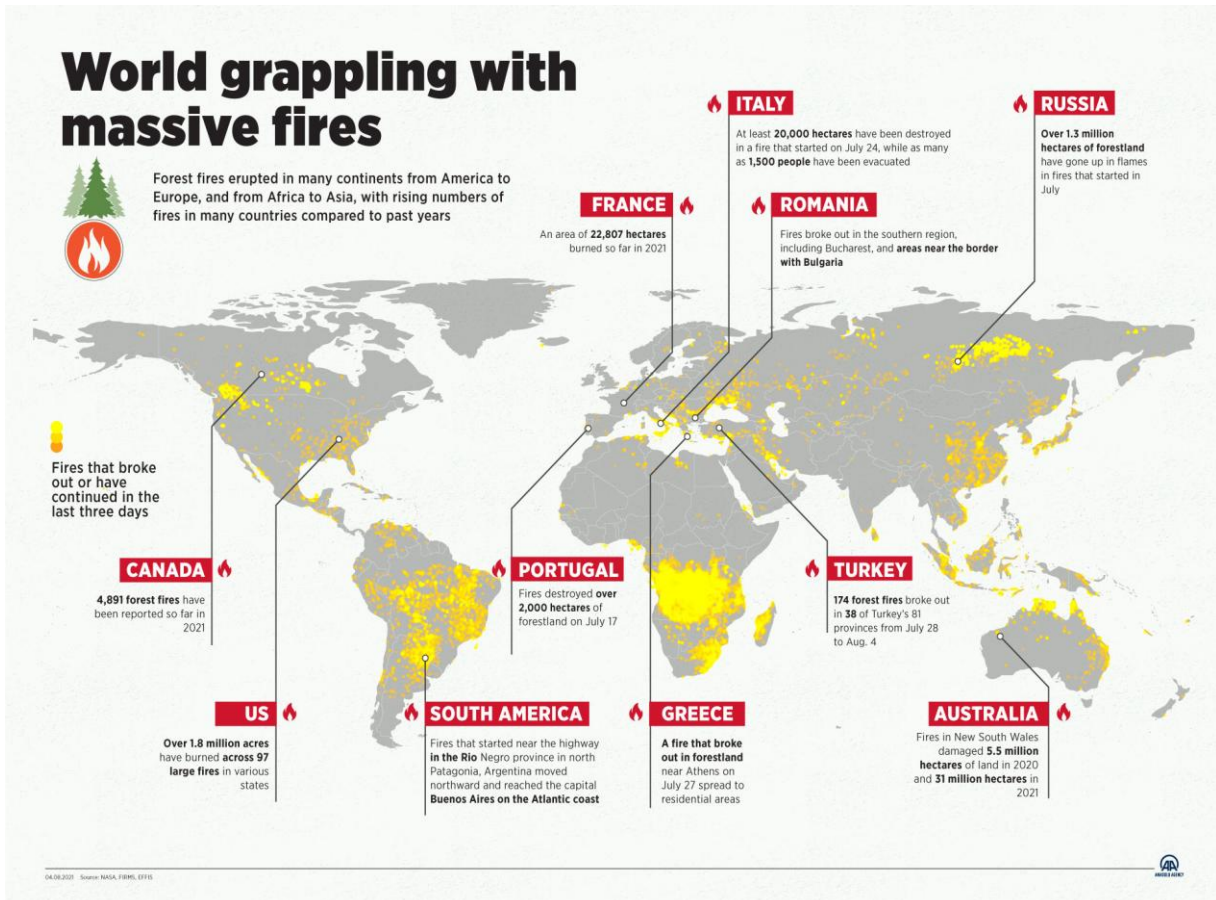 World grappling with
massive fires
Forest fires erupted in many continents from America to
Europe, and from Africa to Asia, with rising numbers of
fires in many countries compared to past years
ITALY
At least 20,000 hectares have been destroyed
in a fire that started on July 24, while as many
as 1,500 people have been evacuated
RUSSIA
Over 1.3 million
hectares of forestland
have gone up in flames
in fires that started in
July
FRANCE
An area of 22,807 hectares
burned so far in 2021
ROMANIA
Fires broke out in the southern region,
including Bucharest, and areas near the border
with Bulgaria
Fires that broke
out or have
continued in the
last three days
CANADA
4,891 forest fires have
been reported so far in
2021
PORTUGAL
Fires destroyed over
2,000 hectares of
forestland on July 17
TURKEY
174 forest fires broke out
in 38 of Turkey's 81
provinces from July 28
to Aug. 4
US
Over 1.8 million acres
have burned across 97
large fires in various
states
SOUTH AMERICA
Fires that started near the highway
in the Rio Negro province in north
Patagonia, Argentina moved
northward and reached the capital
Buenos Aires on the Atlantic coast
GREECE
A fire that broke
out in forestland
near Athens on
July 27 spread to
residential areas
AUSTRALIA
Fires in New South Wales
damaged 5.5 million
hectares of land in 2020
and 31 million hectares in
2021
04.08.2021 Source: NASA, FIRMS, EFFIS
AA
ANADOLU AGENCY